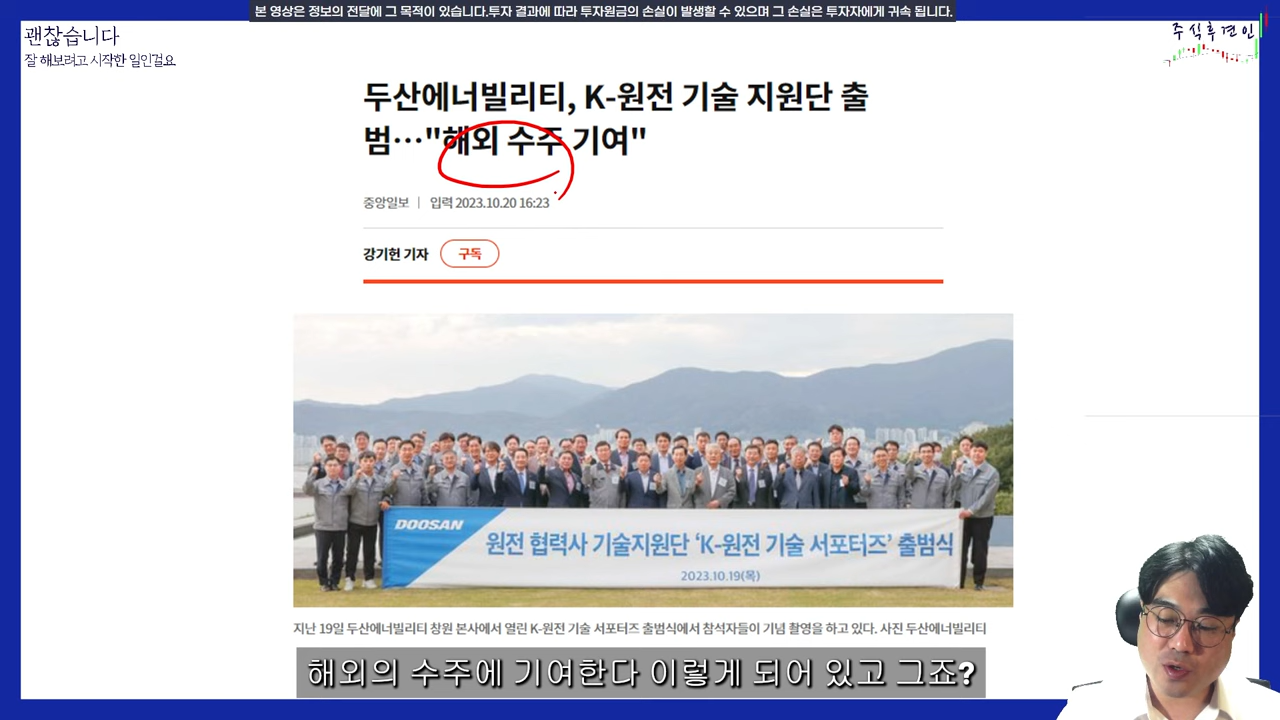 본 영상은 정보의 전달에 그 목적이 있습니다.투자 결과에 따라 투자원금의 손실이 발생할 수 있으며 그 손실은 투자자에게 귀속 됩니다.
괜찮습니다
잘 해보려고 시작한 일인걸요
주식후견인
두산에너빌리티, K-원전 기술 지원단 출
범…"해외 수주 기여"
중앙일보 | 입력 2023.10.20 16:23
강기헌 기자 구독
DOOSAN
원전 협력사 기술지원단 ‘K-원전 기술 서포터즈’ 출범식
2023.10.19(목)
지난 19일 두산에너빌리티 창원 본사에서 열린 K-원전 기술 서포터즈 출범식에서 참석자들이 기념 촬영을 하고 있다. 사진 두산에너빌리티
해외의 수주에 기여한다 이렇게 되어 있고 그죠?